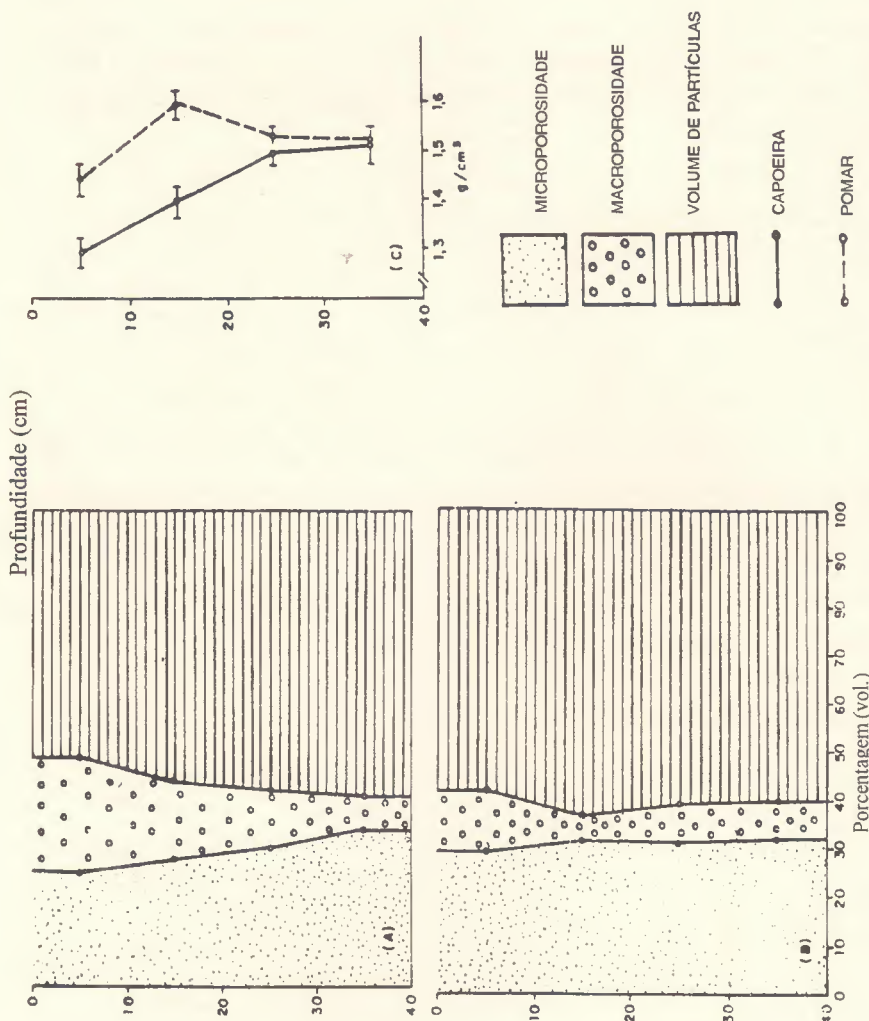 Profundidade (cm)
0
10
20
30
40
(A)
0
10
20
30
40
(B)
0
10
20
30
40
50
60
70
80
90
100
Porcentagem (vol.)
0
10
20
30
40
(C)
1,3
1,4
1,5
1,6
g/cm³
MICROPOROSIDADE
MACROPOROSIDADE
VOLUME DE PARTÍCULAS
CAPOEIRA
POMAR